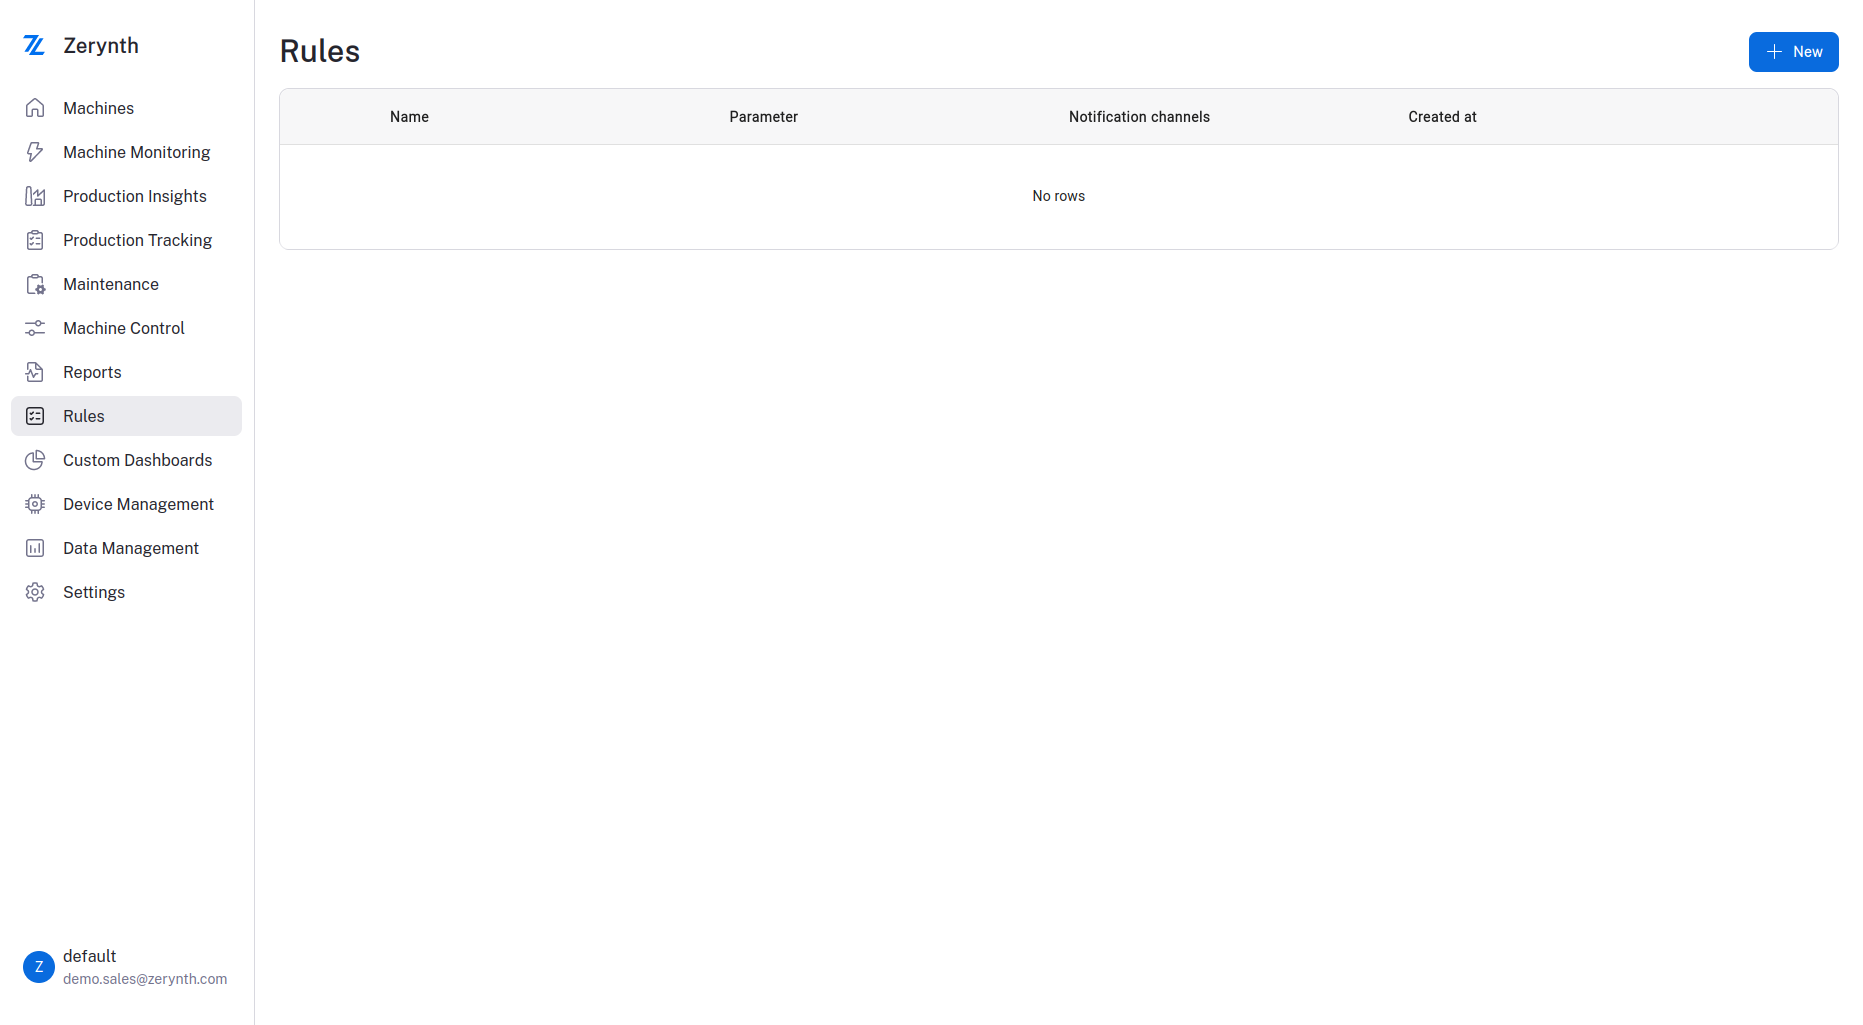 Zerynth
Machines
Machine Monitoring
Production Insights
Production Tracking
Maintenance
Machine Control
Reports
Rules
Custom Dashboards
Device Management
Data Management
Settings
Z
default
demo.sales@zerynth.com
Rules
New
Name Parameter Notification channels Created at
No rows